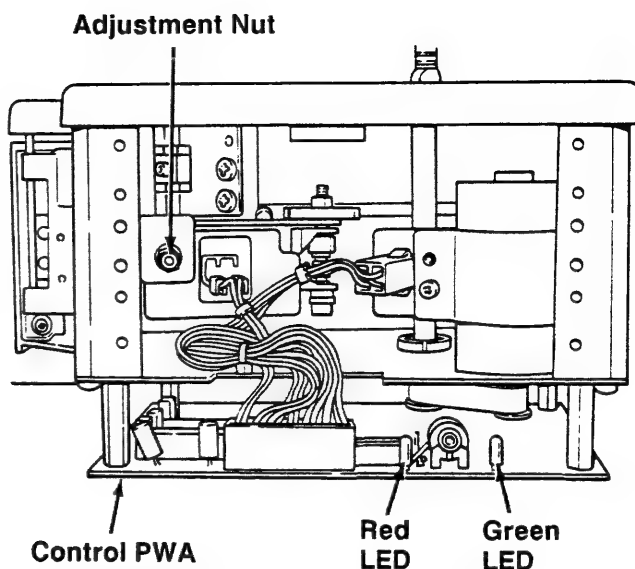 Adjustment Nut
Control PWA
Red
LED
Green
LED